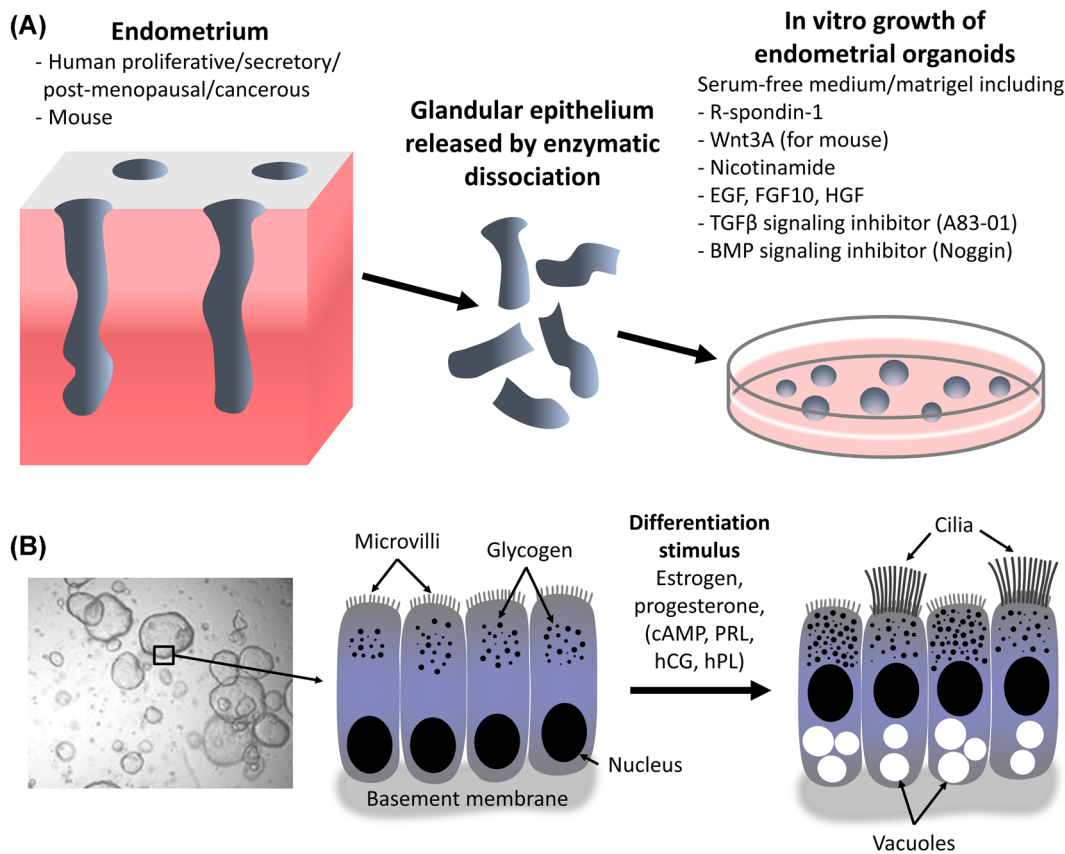 (A)
Endometrium
- Human proliferative/secretory/
post-menopausal/cancerous
- Mouse
Glandular epithelium
released by enzymatic
dissociation
In vitro growth of
endometrial organoids
Serum-free medium/matrigel including
- R-spondin-1
- Wnt3A (for mouse)
- Nicotinamide
- EGF, FGF10, HGF
- TGFβ signaling inhibitor (A83-01)
- BMP signaling inhibitor (Noggin)
(B)
Microvilli
Glycogen
Nucleus
Basement membrane
Differentiation
stimulus
Estrogen,
progesterone,
(cAMP, PRL,
hCG, hPL)
Cilia
Vacuoles